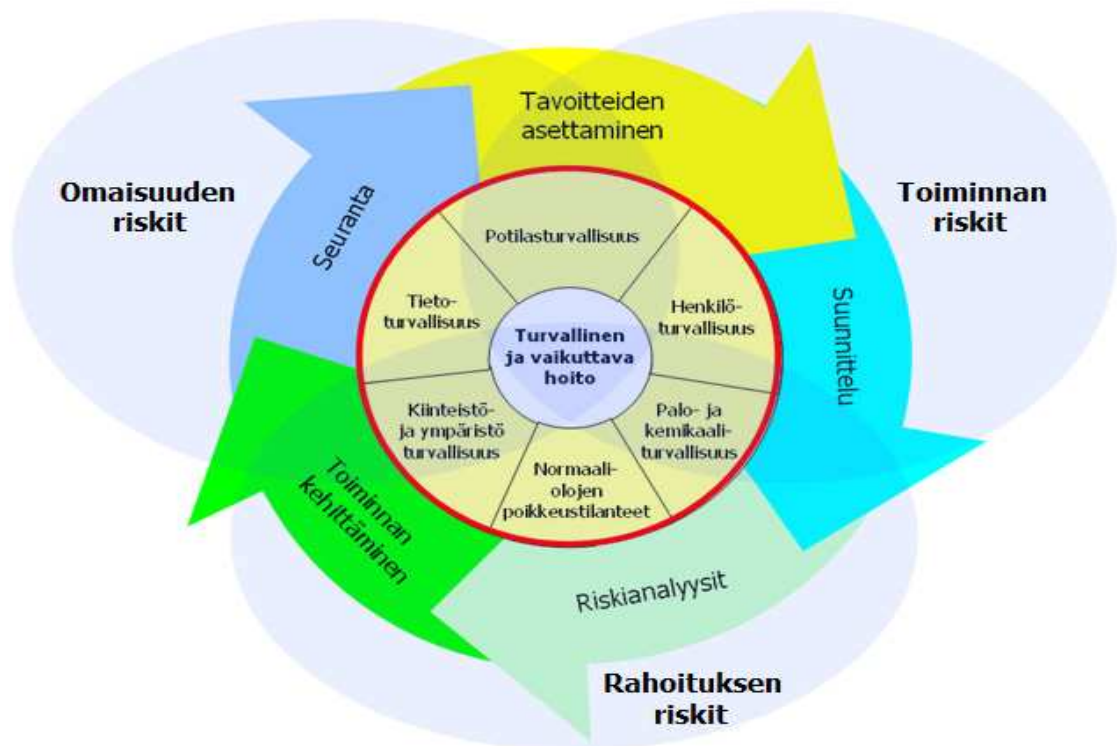 Tavoitteiden
asettaminen
Omaisuuden
riskit
Toiminnan
riskit
Seuranta
Potilasturvallisuus
Tieto-
turvallisuus
Henkilö-
turvallisuus
Suunnittelu
Turvallinen
ja vaikuttava
hoito
Kiinteistö-
ja ympäristö
turvallisuus
Palo- ja
kemikaali-
turvallisuus
Normaali-
olojen
poikkeustilanteet
Toiminnan
kehittäminen
Riskianalyysit
Rahoituksen
riskit